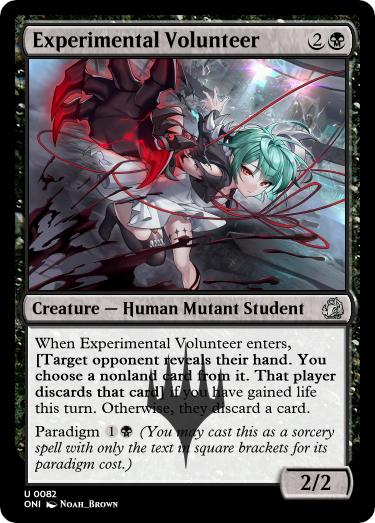 Experimental Volunteer 2
Creature — Human Mutant Student
When Experimental Volunteer enters,
[Target opponent reveals their hand. You
choose a nonland card from it. That player
discards that card] if you have gained life
this turn. Otherwise, they discard a card.
Paradigm 1 (You may cast this as a sorcery
spell with only the text in square brackets for its
paradigm cost.)
2/2
U 0082
ONI Noah_Brown